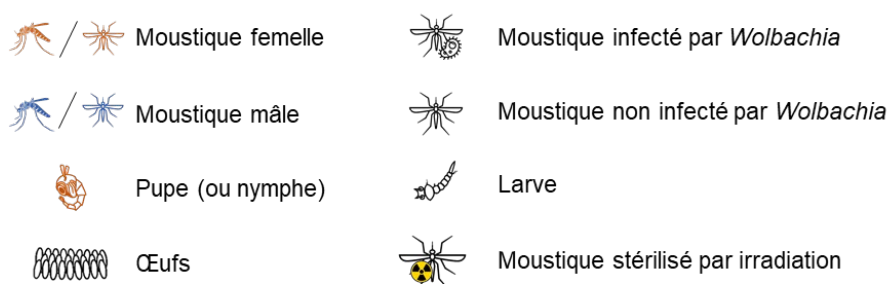 Moustique femelle
Moustique infecté par Wolbachia
Moustique mâle
Moustique non infecté par Wolbachia
Pupe (ou nymphe)
Larve
Œufs
Moustique stérilisé par irradiation